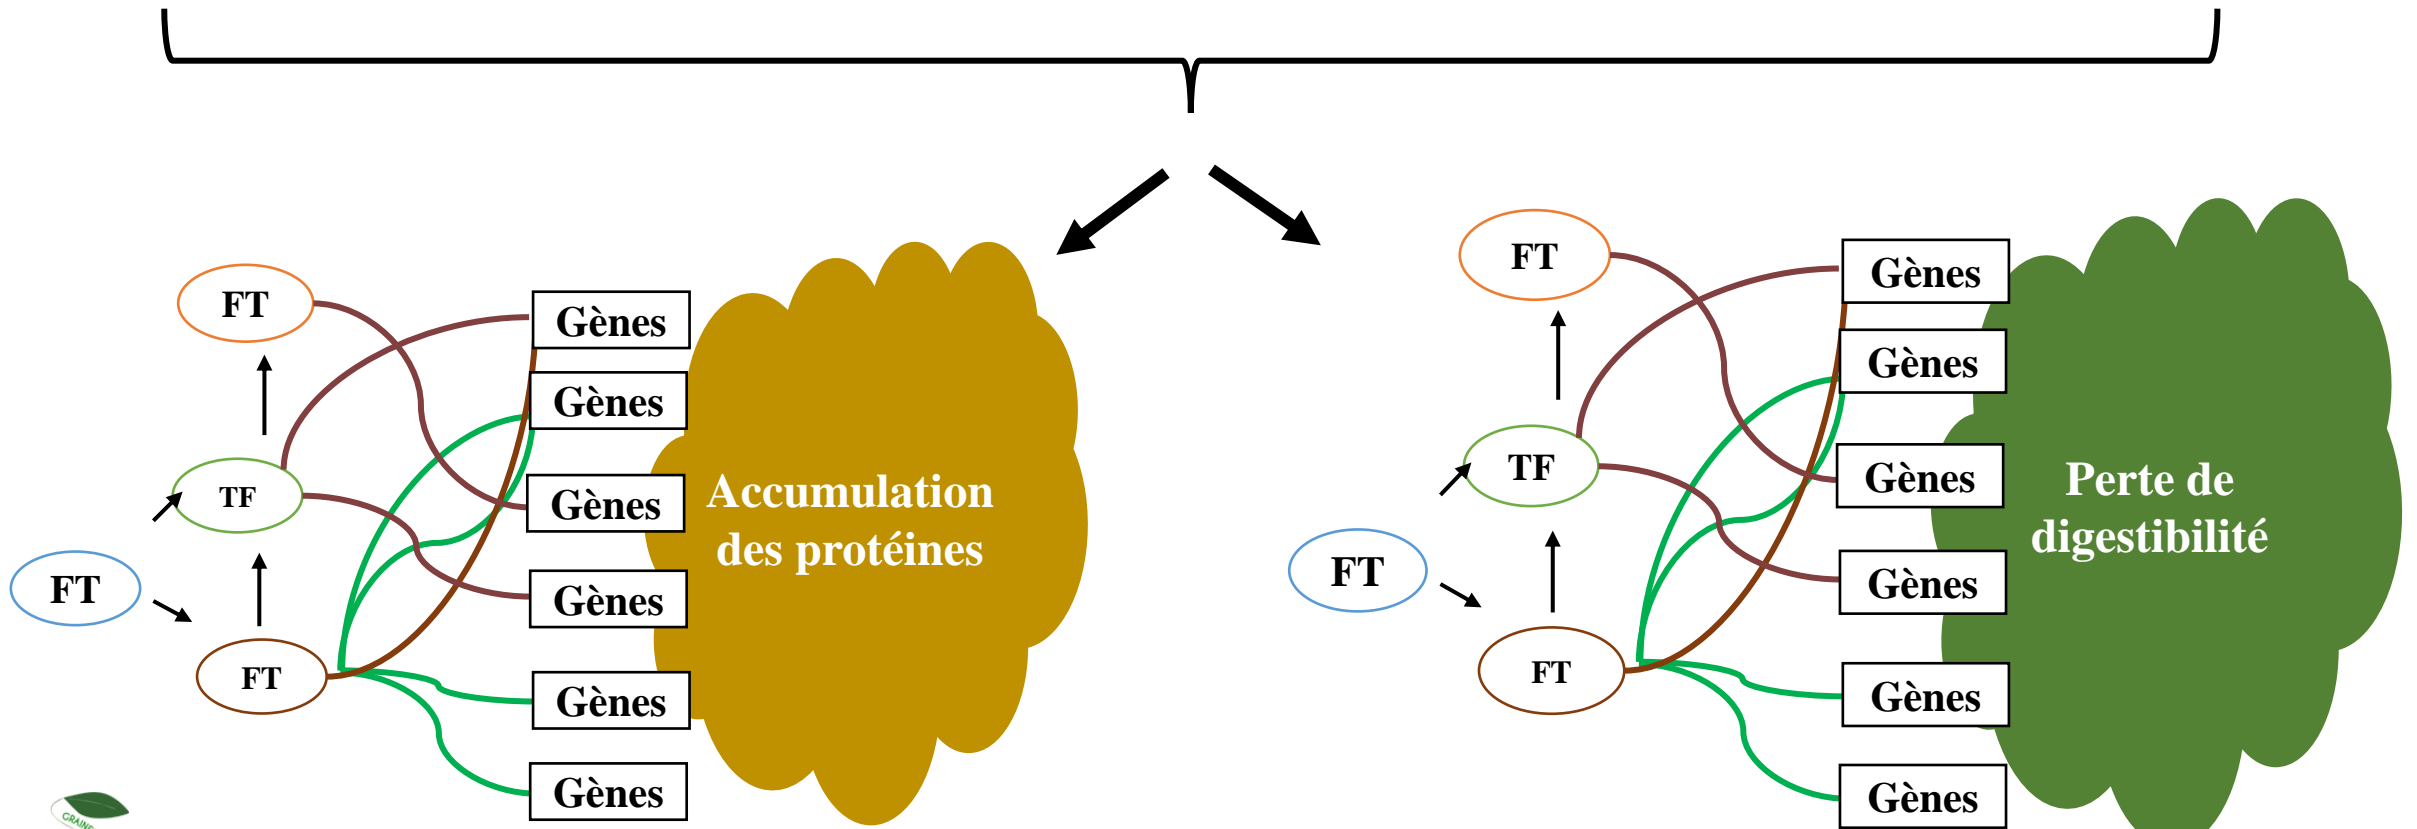 FT
TF
FT
FT
Gènes
Gènes
Gènes
Gènes
Gènes
Gènes
Accumulation
des protéines
FT
TF
FT
FT
Gènes
Gènes
Gènes
Gènes
Gènes
Gènes
Perte de
digestibilité